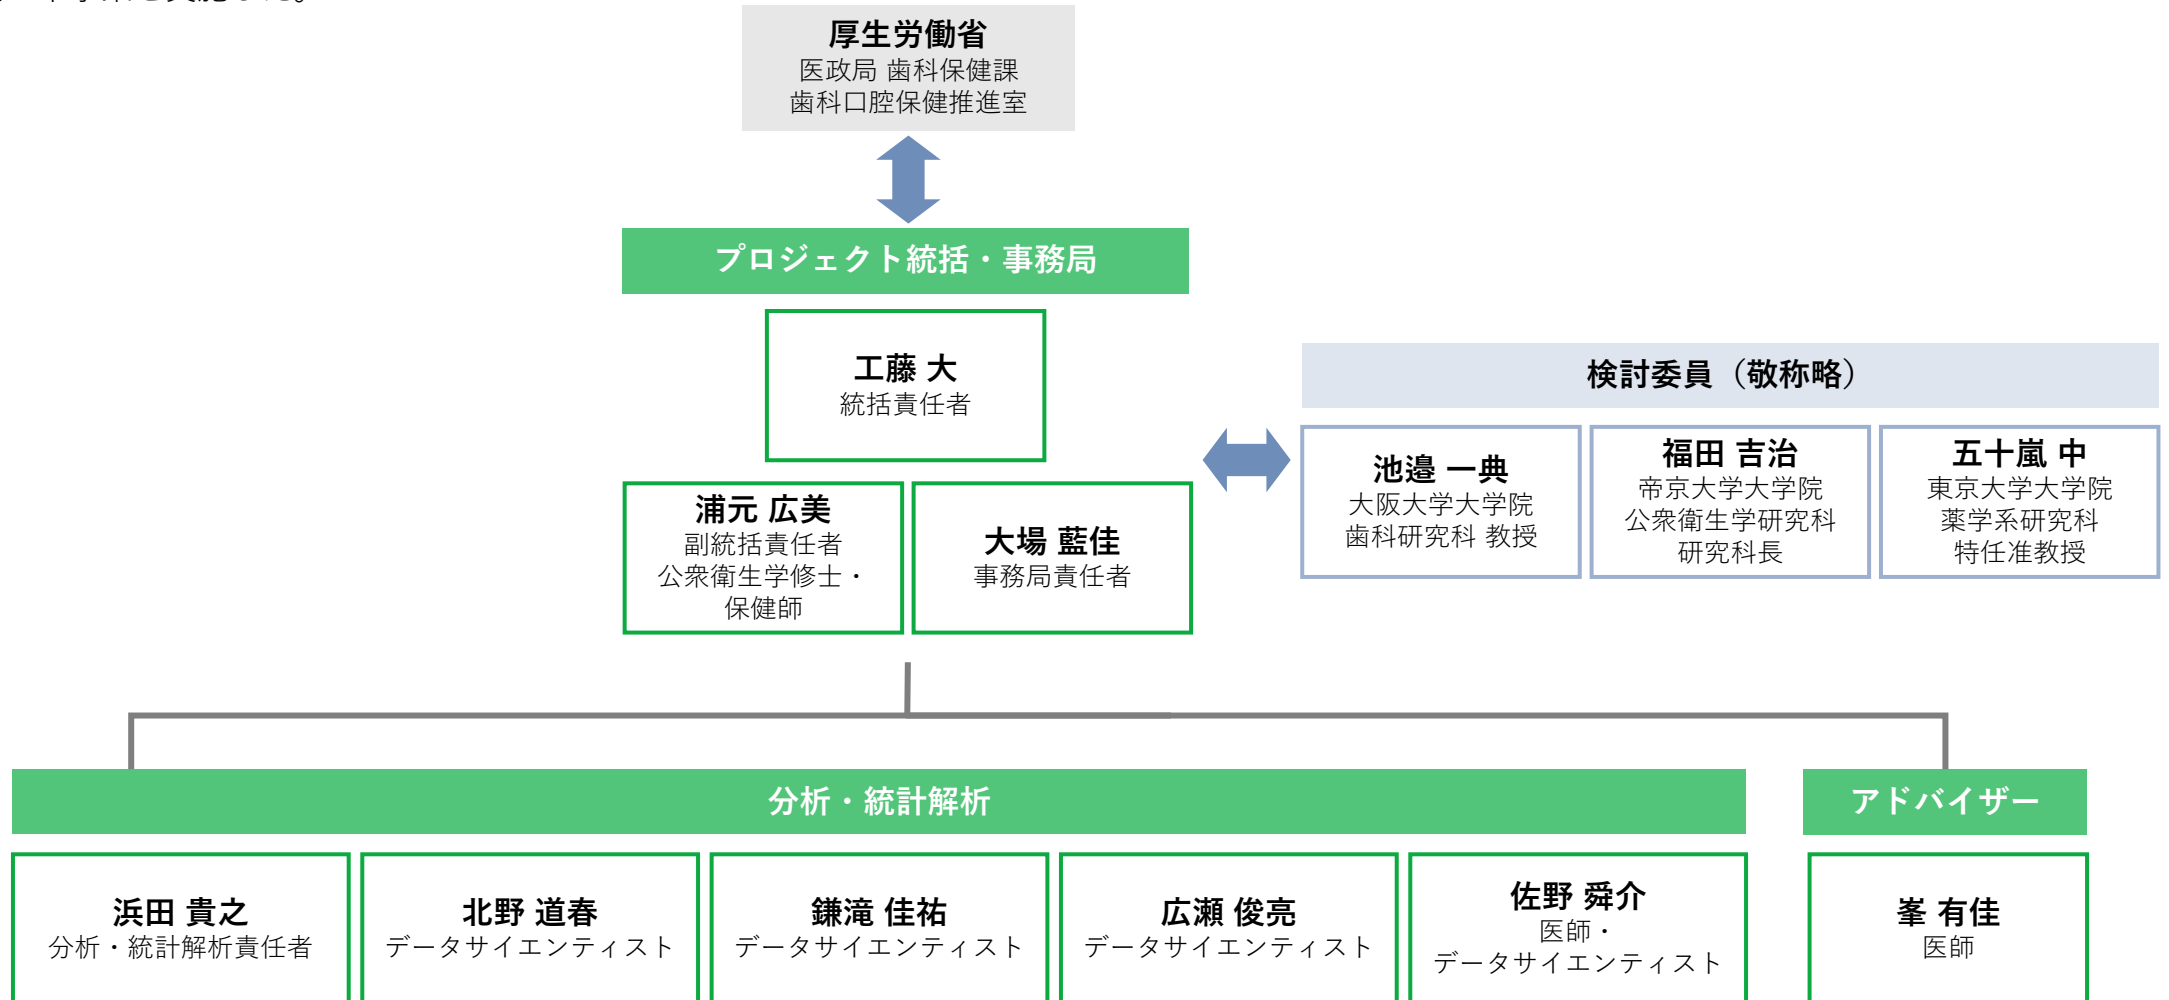 厚生労働省
医政局 歯科保健課
歯科口腔保健推進室
プロジェクト統括・事務局
工藤 大
統括責任者
浦元 広美
副統括責任者
公衆衛生学修士・
保健師
大場 藍佳
事務局責任者
検討委員（敬称略）
池邉 一典
大阪大学大学院
歯科研究科 教授
福田 吉治
帝京大学大学院
公衆衛生学研究科
研究科長
五十嵐 中
東京大学大学院
薬学系研究科
特任准教授
分析・統計解析
浜田 貴之
分析・統計解析責任者
北野 道春
データサイエンティスト
鎌滝 佳祐
データサイエンティスト
広瀬 俊亮
データサイエンティスト
佐野 舜介
医師・
データサイエンティスト
アドバイザー
峯 有佳
医師